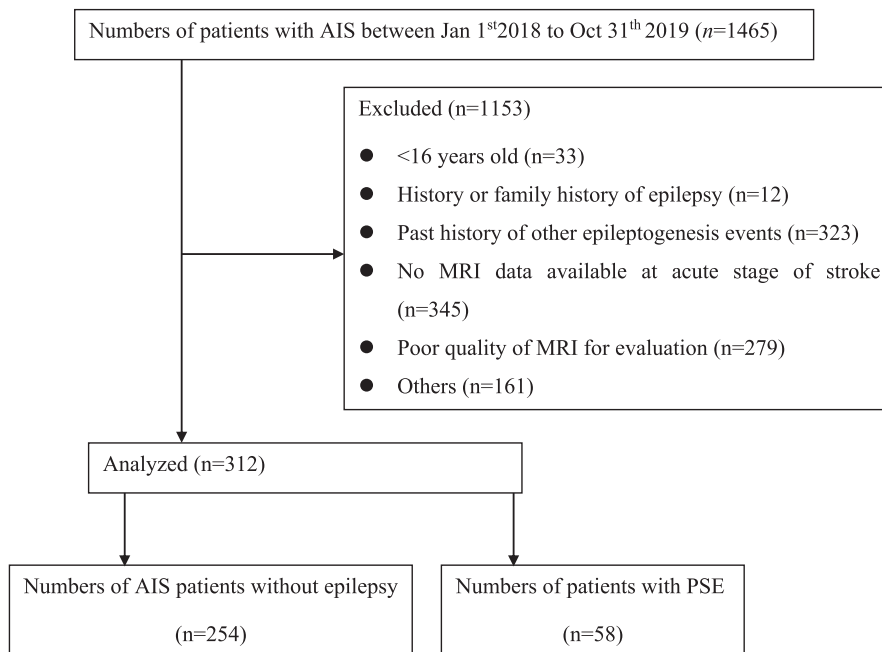 Numbers of patients with AIS between Jan 1st2018 to Oct 31th 2019 (n=1465)
Excluded (n=1153)
● <16 years old (n=33)
● History or family history of epilepsy (n=12)
● Past history of other epileptogenesis events (n=323)
● No MRI data available at acute stage of stroke
(n=345)
● Poor quality of MRI for evaluation (n=279)
● Others (n=161)
Analyzed (n=312)
Numbers of AIS patients without epilepsy
(n=254)
Numbers of patients with PSE
(n=58)